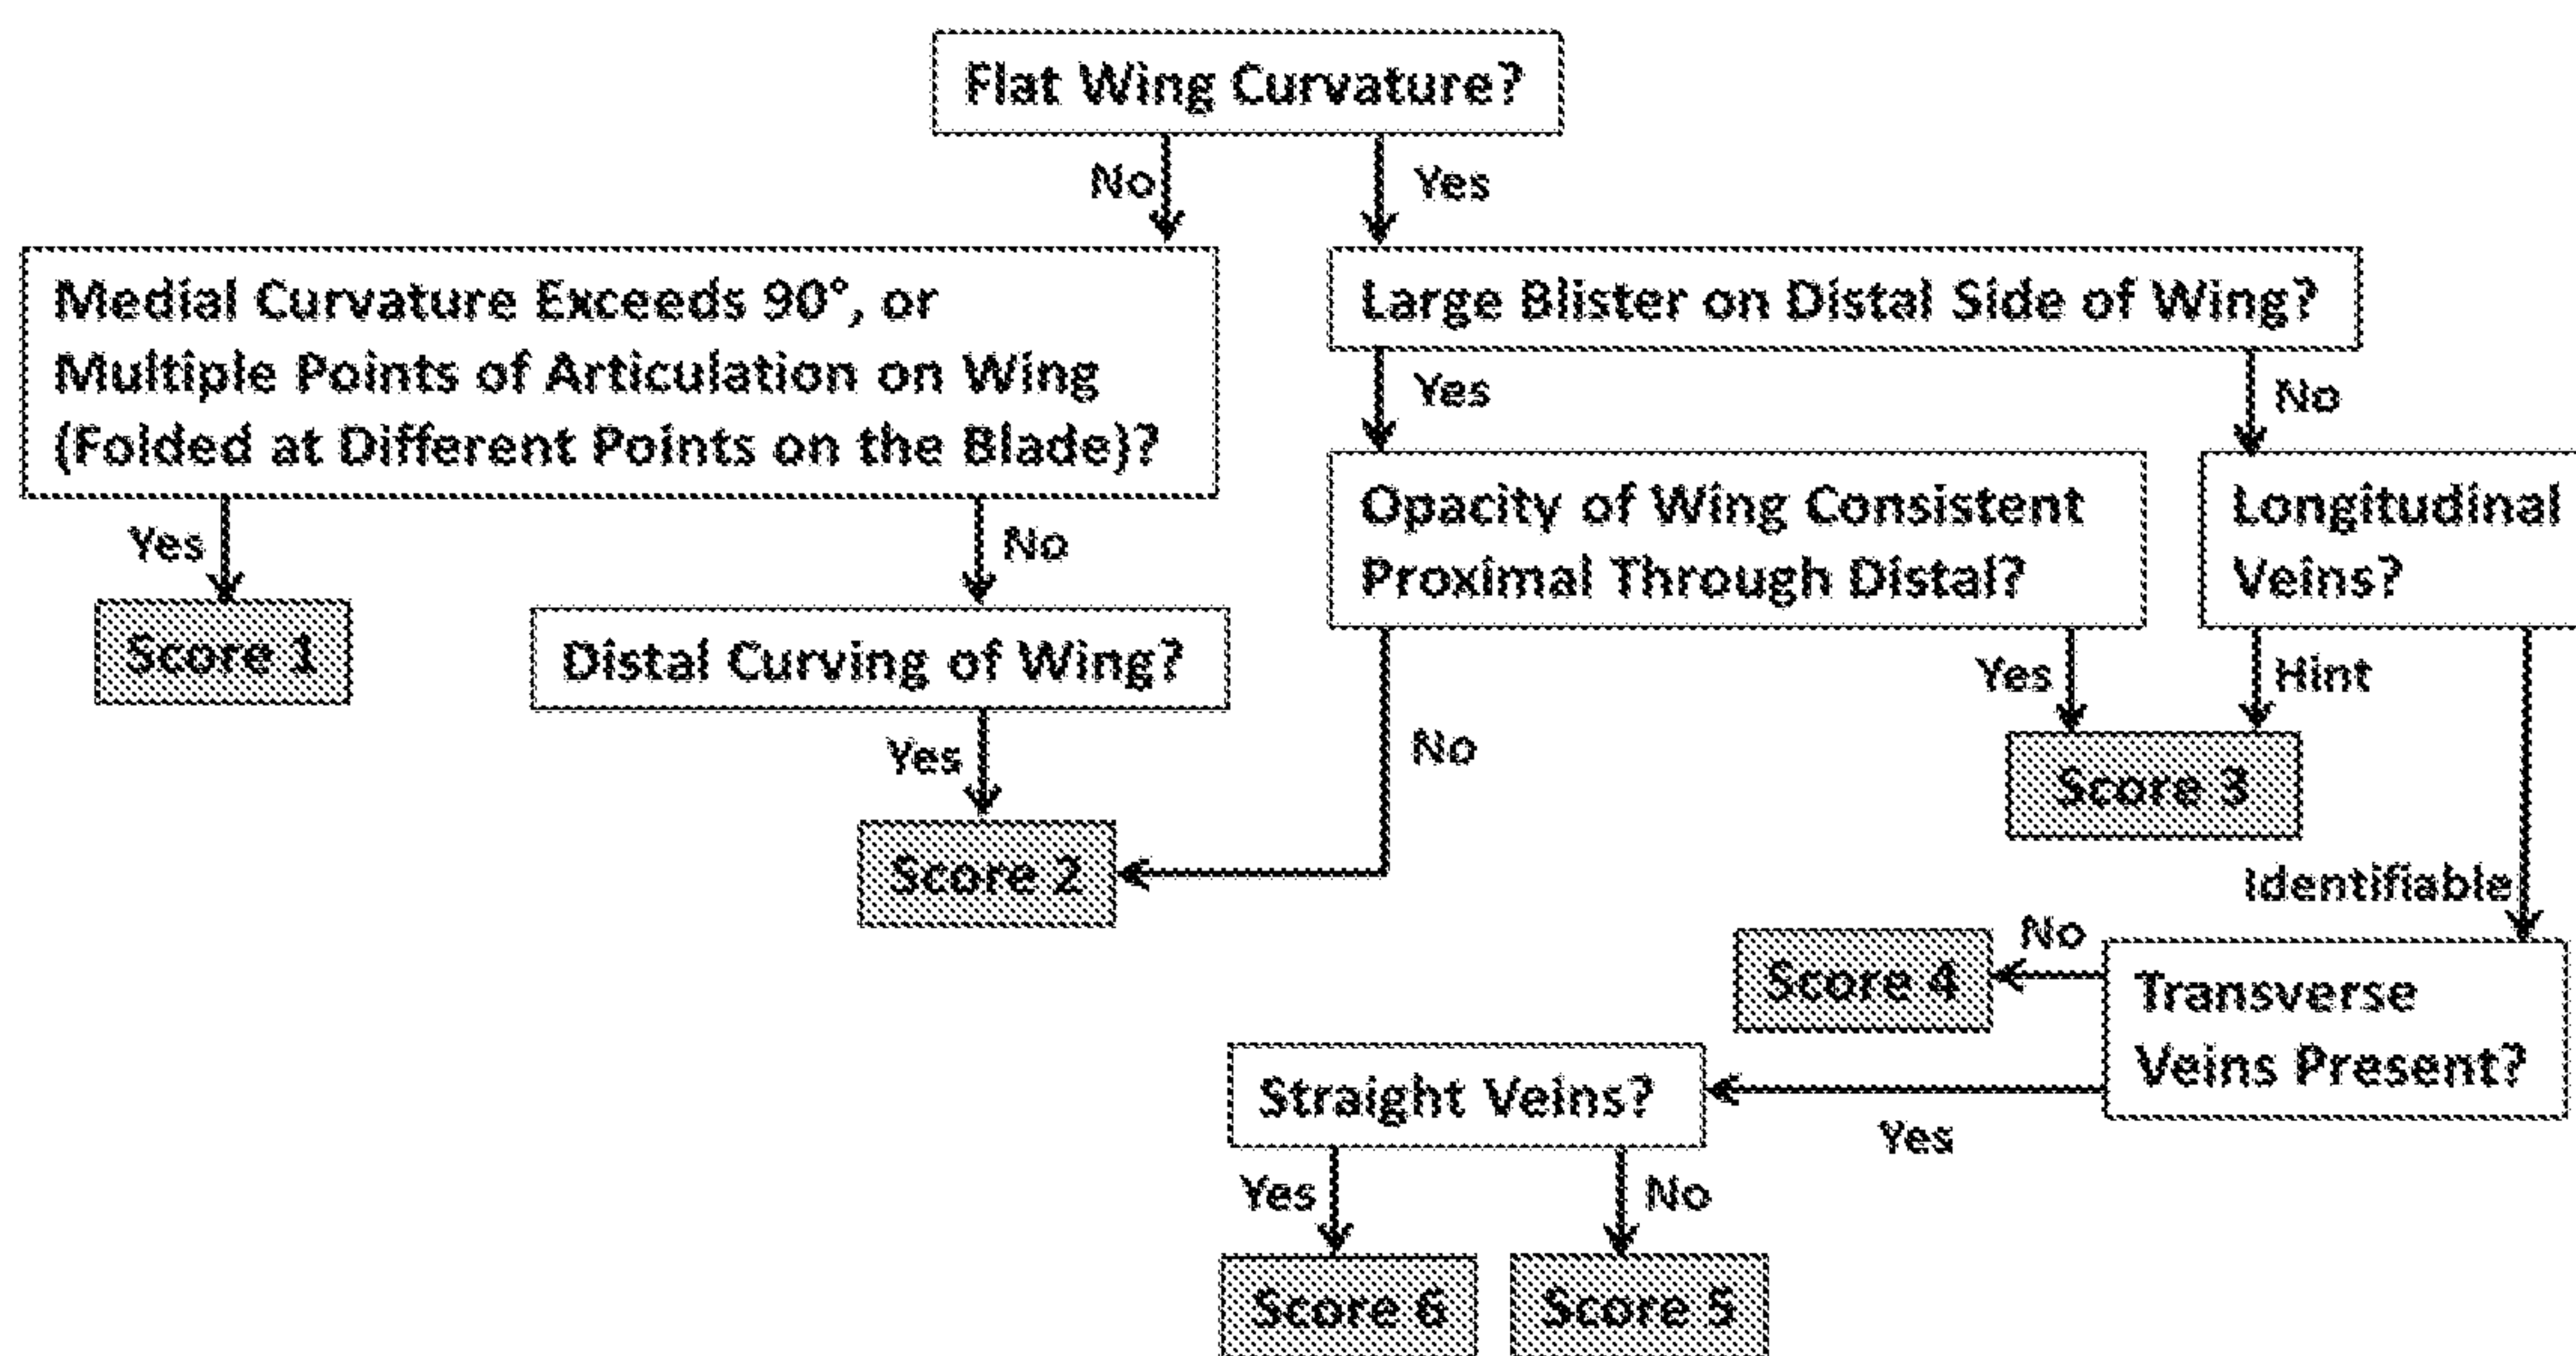 Flat Wing Curvature?
No
Yes
Medial Curvature Exceeds 90°, or
Multiple Points of Articulation on Wing
(Folded at Different Points on the Blade)?
Large Blister on Distal Side of Wing?
Yes
No
Yes
No
Opacity of Wing Consistent
Proximal Through Distal?
Longitudinal
Veins?
Score 1
Distal Curving of Wing?
Yes
Hint
Yes
No
Score 3
Score 2
Identifiable
No
Score 4
Transverse
Veins Present?
Straight Veins?
Yes
Yes
No
Score 6
Score 5